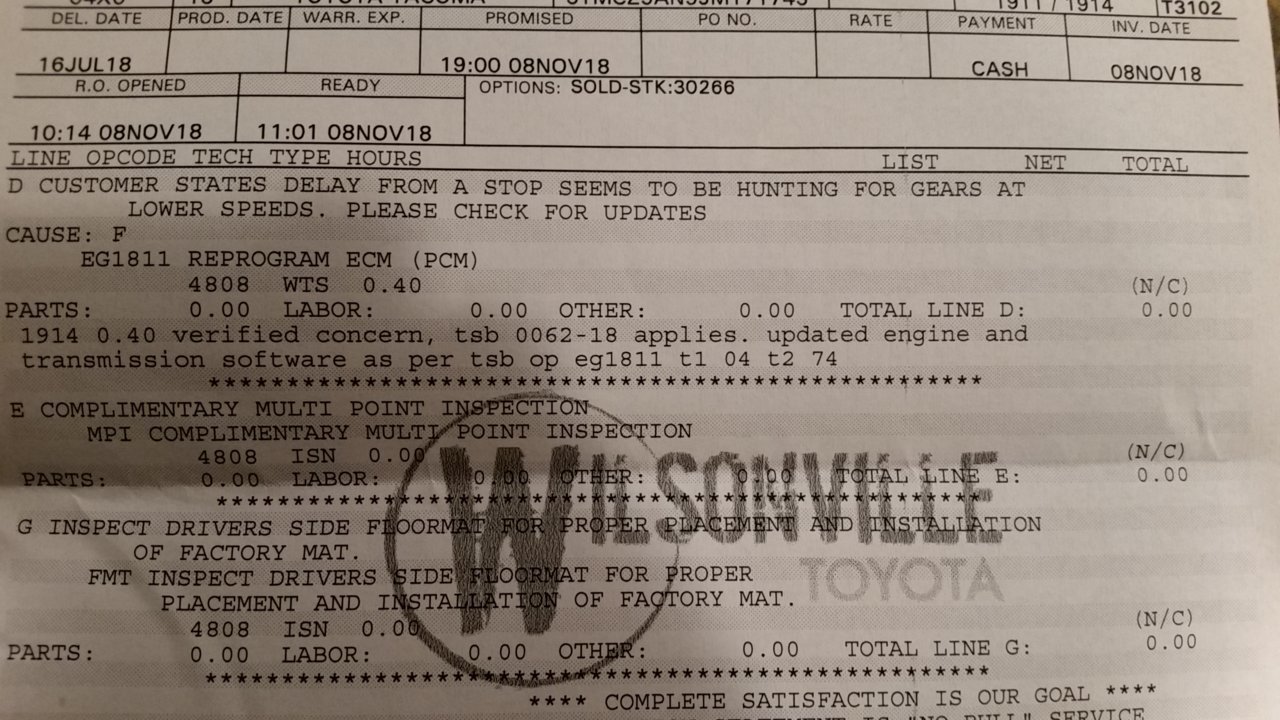 TOYOTA TACOMA 1911 / 1914 T3102
DEL. DATE PROD. DATE WARR. EXP. PROMISED PO NO. RATE PAYMENT INV. DATE
16JUL18 19:00 08NOV18 CASH 08NOV18
R.O. OPENED READY OPTIONS: SOLD-STK:30266
10:14 08NOV18 11:01 08NOV18
LINE OPCODE TECH TYPE HOURS LIST NET TOTAL
D CUSTOMER STATES DELAY FROM A STOP SEEMS TO BE HUNTING FOR GEARS AT
LOWER SPEEDS. PLEASE CHECK FOR UPDATES
CAUSE: F
EG1811 REPROGRAM ECM (PCM)
4808 WTS 0.40 (N/C)
PARTS: 0.00 LABOR: 0.00 OTHER: 0.00 TOTAL LINE D: 0.00
1914 0.40 verified concern, tsb 0062-18 applies. updated engine and
transmission software as per tsb op eg1811 t1 04 t2 74
*************************************************
E COMPLIMENTARY MULTI POINT INSPECTION
MPI COMPLIMENTARY MULTI POINT INSPECTION
4808 ISN 0.00 (N/C)
PARTS: 0.00 LABOR: 0.00 OTHER: 0.00 TOTAL LINE E: 0.00
*************************************************
WILSONVILLE
TOYOTA
G INSPECT DRIVERS SIDE FLOORMAT FOR PROPER PLACEMENT AND INSTALLATION
OF FACTORY MAT.
FMT INSPECT DRIVERS SIDE FLOORMAT FOR PROPER
PLACEMENT AND INSTALLATION OF FACTORY MAT.
4808 ISN 0.00 (N/C)
PARTS: 0.00 LABOR: 0.00 OTHER: 0.00 TOTAL LINE G: 0.00
*************************************************
**** COMPLETE SATISFACTION IS OUR GOAL ****
IS "NO BULL" SERVICE